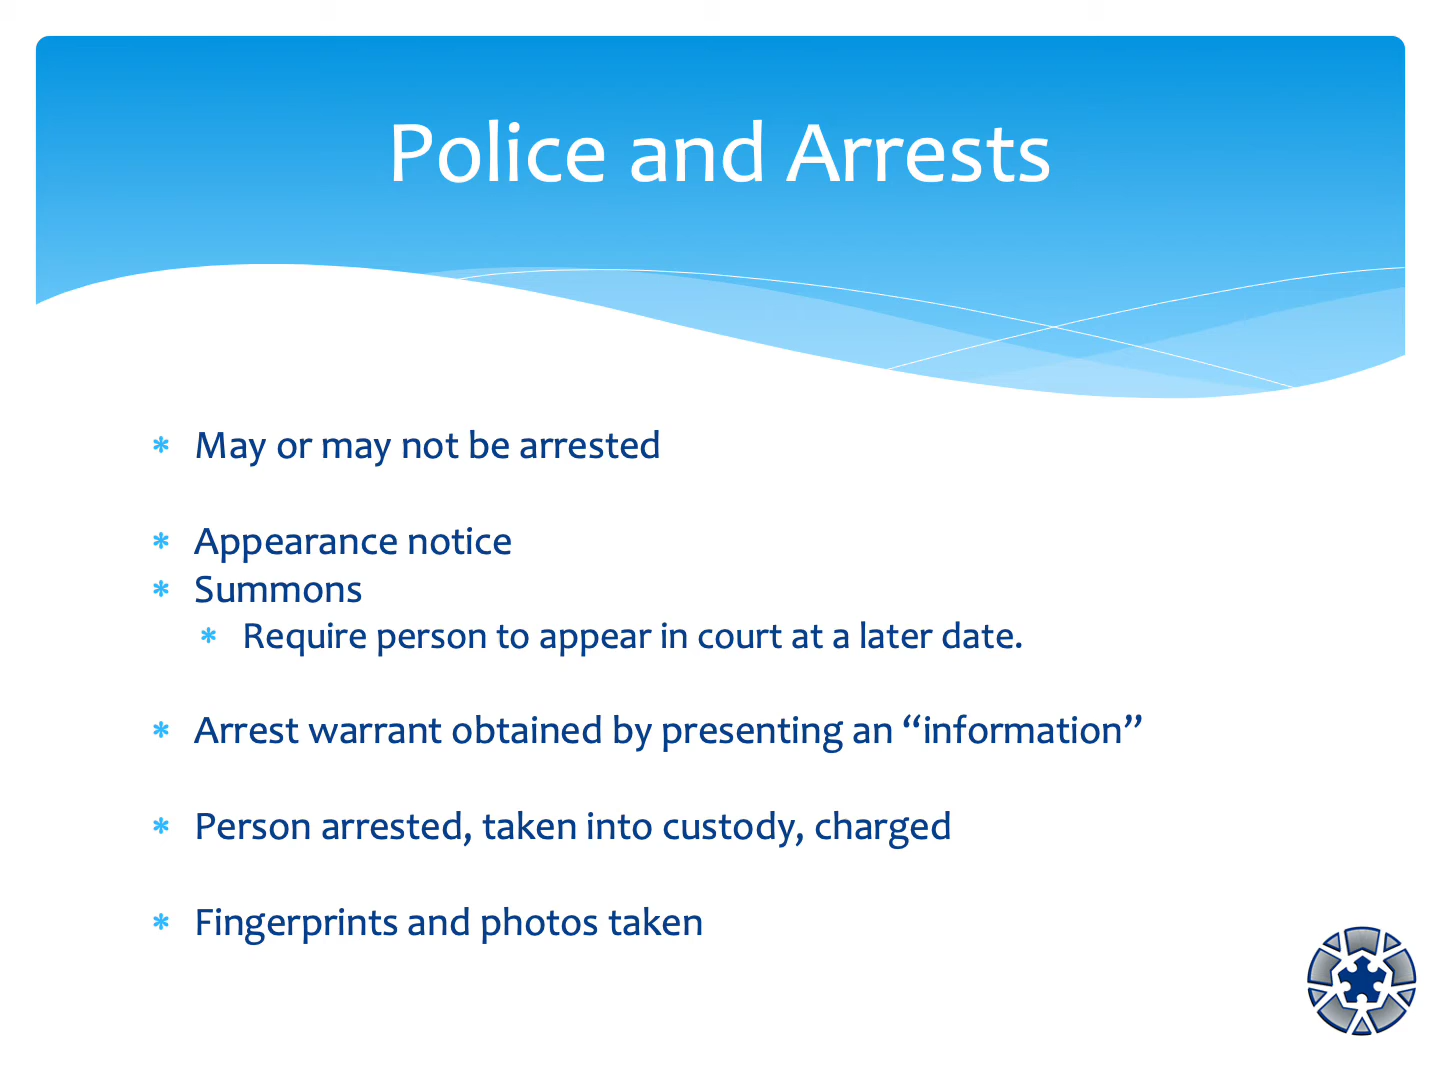 Police and Arrests
* May or may not be arrested
* Appearance notice
* Summons
* Require person to appear in court at a later date.
* Arrest warrant obtained by presenting an “information”
* Person arrested, taken into custody, charged
* Fingerprints and photos taken